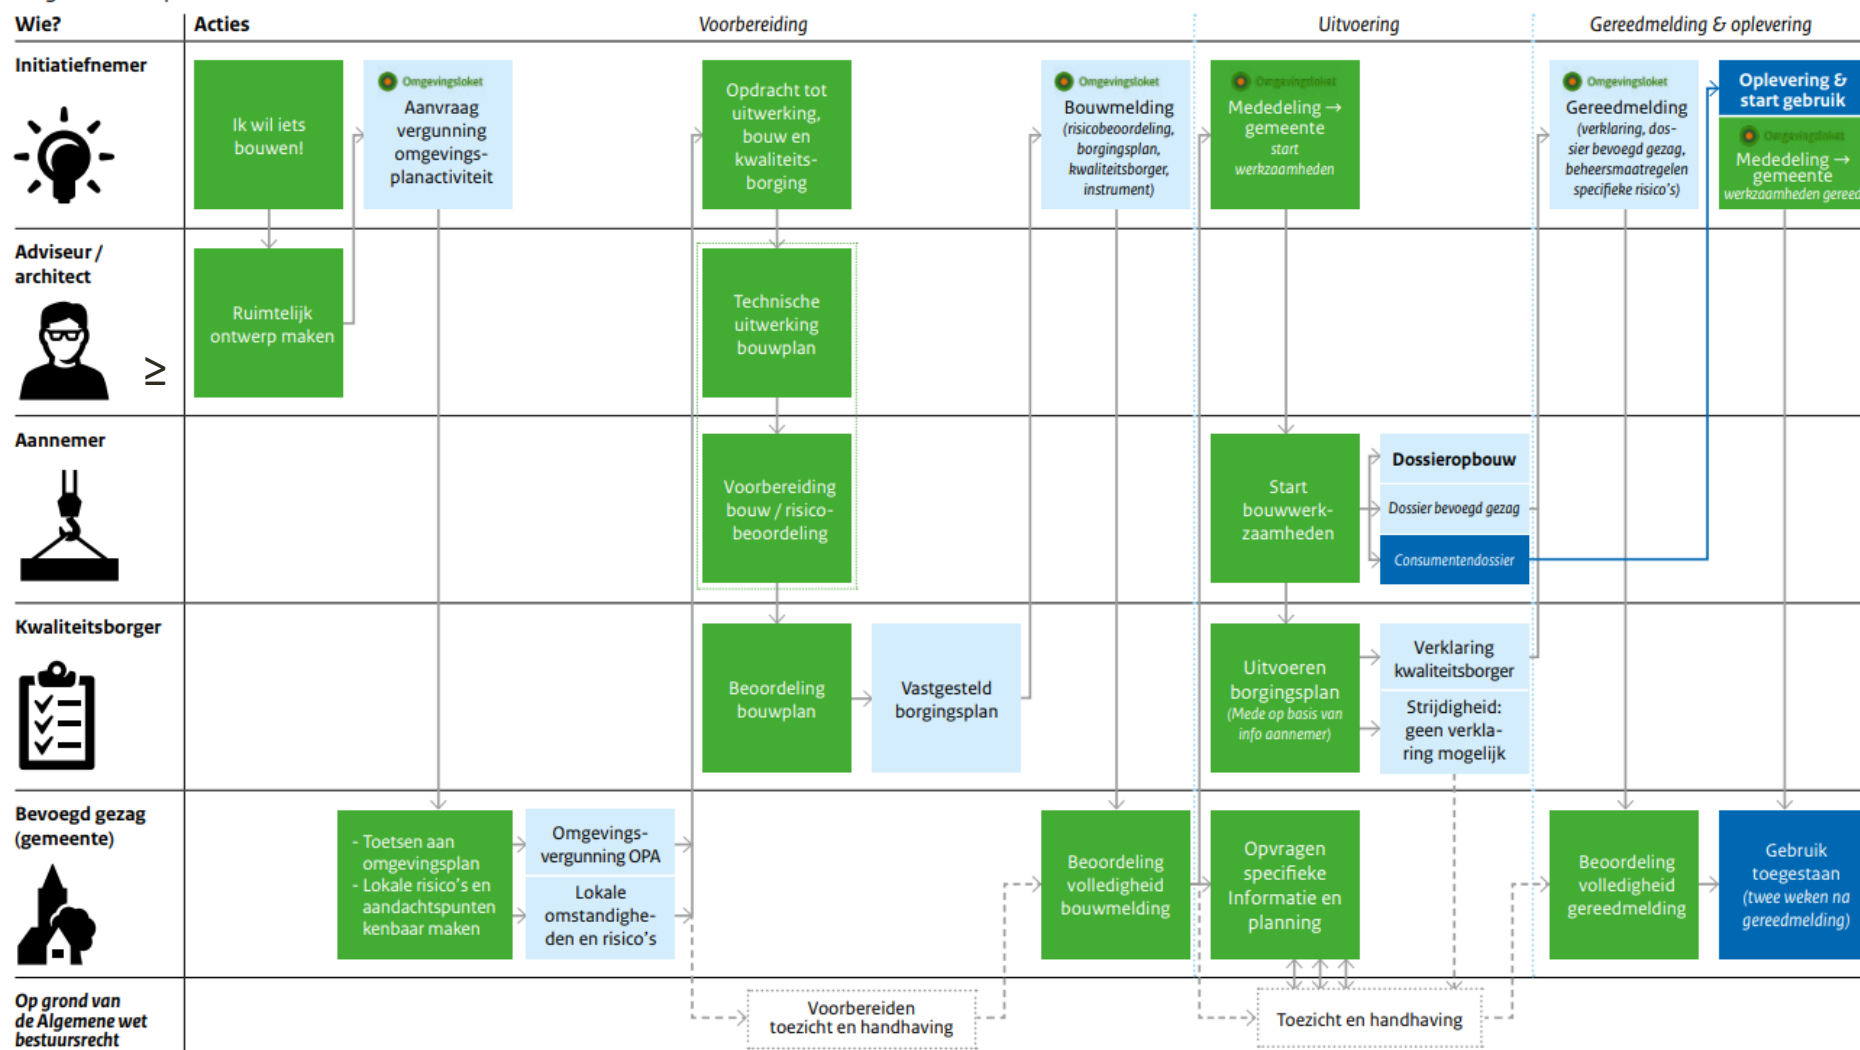 Wie?
Acties
Voorbereiding
Uitvoering
Gereedmelding & oplevering
Initiatiefnemer
Ik wil iets
bouwen!
Omgevingsloket
Aanvraag
vergunning
omgevings-
planactiviteit
Opdracht tot
uitwerking,
bouw en
kwaliteits-
borging
Omgevingsloket
Bouwmelding
(risicobeoordeling,
borgingsplan,
kwaliteitsborger,
instrument)
Omgevingsloket
Mededeling →
gemeente
start
werkzaamheden
Omgevingsloket
Gereedmelding
(verklaring, dos-
sier bevoegd gezag,
beheersmaatregelen
specifieke risico's)
Oplevering &
start gebruik
Omgevingsloket
Mededeling →
gemeente
werkzaamheden gereed
Adviseur /
architect
≥
Ruimtelijk
ontwerp maken
Technische
uitwerking
bouwplan
Aannemer
Voorbereiding
bouw / risico-
beoordeling
Start
bouwwerk-
zaamheden
Dossieropbouw
Dossier bevoegd gezag
Consumentendossier
Kwaliteitsborger
Beoordeling
bouwplan
Vastgesteld
borgingsplan
Uitvoeren
borgingsplan
(Mede op basis van
info aannemer)
Verklaring
kwaliteitsborger
Strijdigheid:
geen verkla-
ring mogelijk
Bevoegd gezag
(gemeente)
- Toetsen aan
omgevingsplan
- Lokale risico's en
aandachtspunten
kenbaar maken
Omgevings-
vergunning OPA
Lokale
omstandighe-
den en risico's
Beoordeling
volledigheid
bouwmelding
Opvragen
specifieke
Informatie en
planning
Beoordeling
volledigheid
gereedmelding
Gebruik
toegestaan
(twee weken na
gereedmelding)
Op grond van
de Algemene wet
bestuursrecht
Voorbereiden
toezicht en handhaving
Toezicht en handhaving